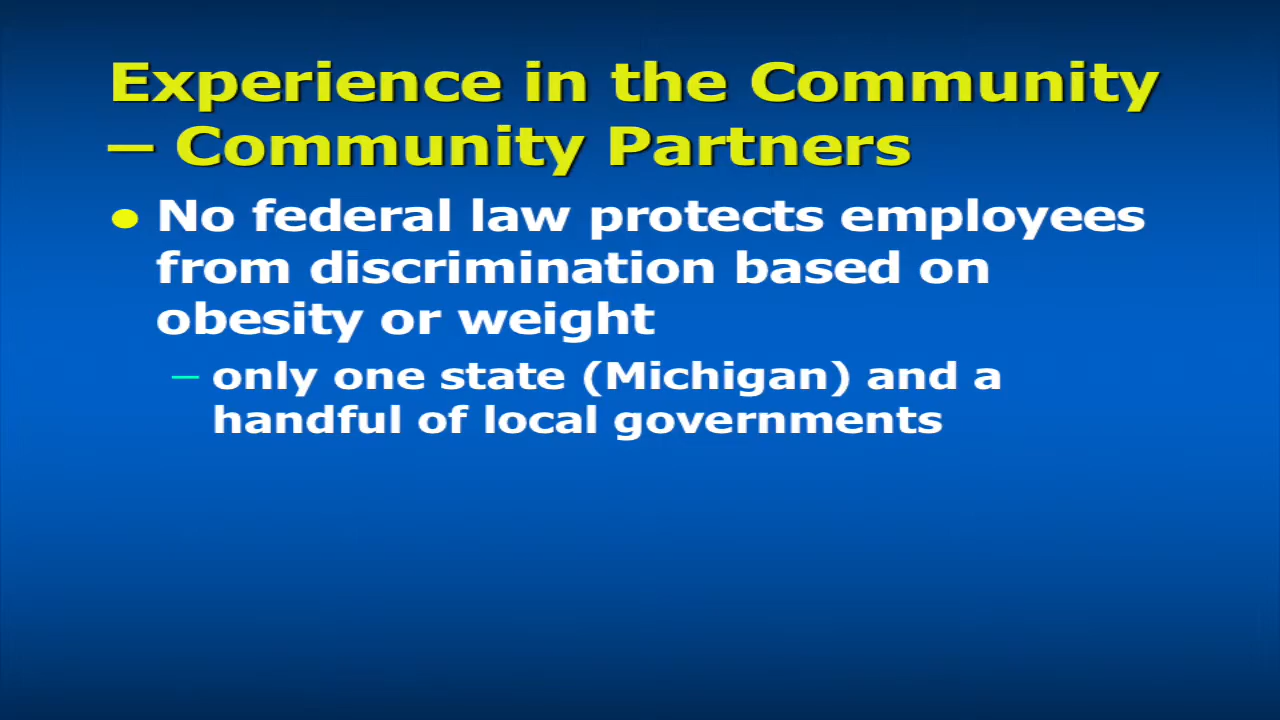 Experience in the Community
– Community Partners
● No federal law protects employees
from discrimination based on
obesity or weight
– only one state (Michigan) and a
handful of local governments